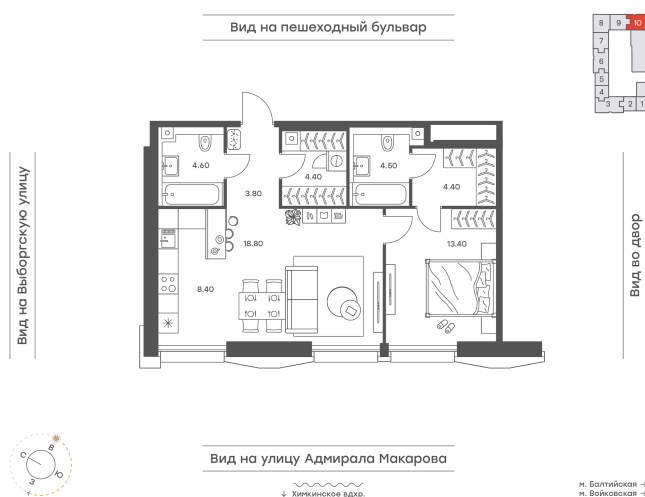 Вид на пешеходный бульвар
8 9 10
7
6
5
4
3 2 1
4.60
3.80
4.40
4.50
4.40
18.80
13.40
8.40
Вид на Выборгскую улицу
Вид во двор
Вид на улицу Адмирала Макарова
С В Ю З
↓ Химкинское вдхр.
м. Балтийская
м. Войковская